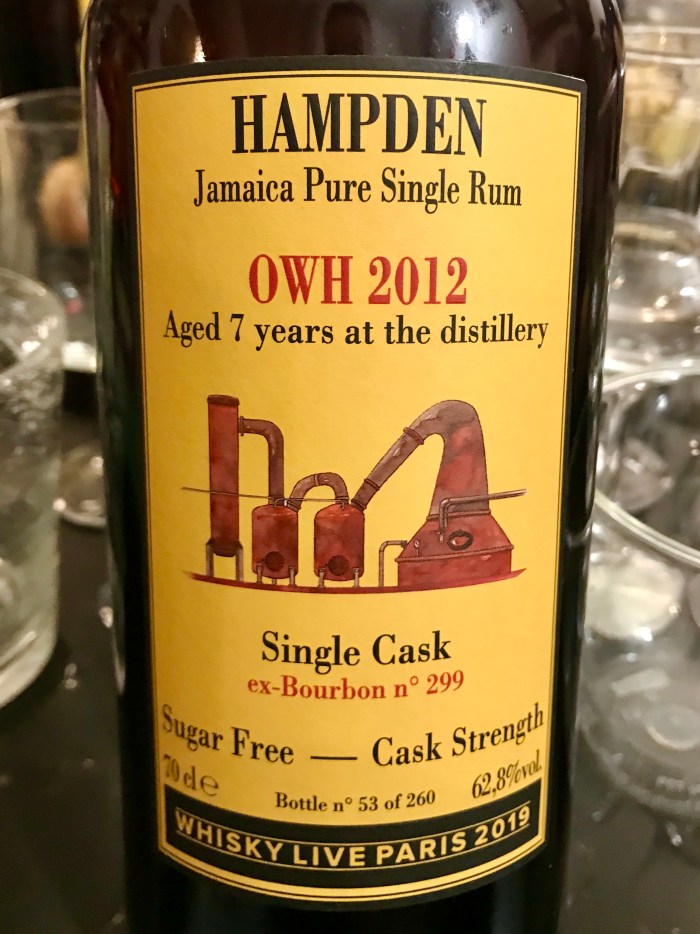 HAMPDEN
Jamaica Pure Single Rum
OWH 2012
Aged 7 years at the distillery
Single Cask
ex-Bourbon n° 299
Sugar Free — Cask Strength
70 cl ℮ Bottle n° 53 of 260 62,8%vol.
WHISKY LIVE PARIS 2019